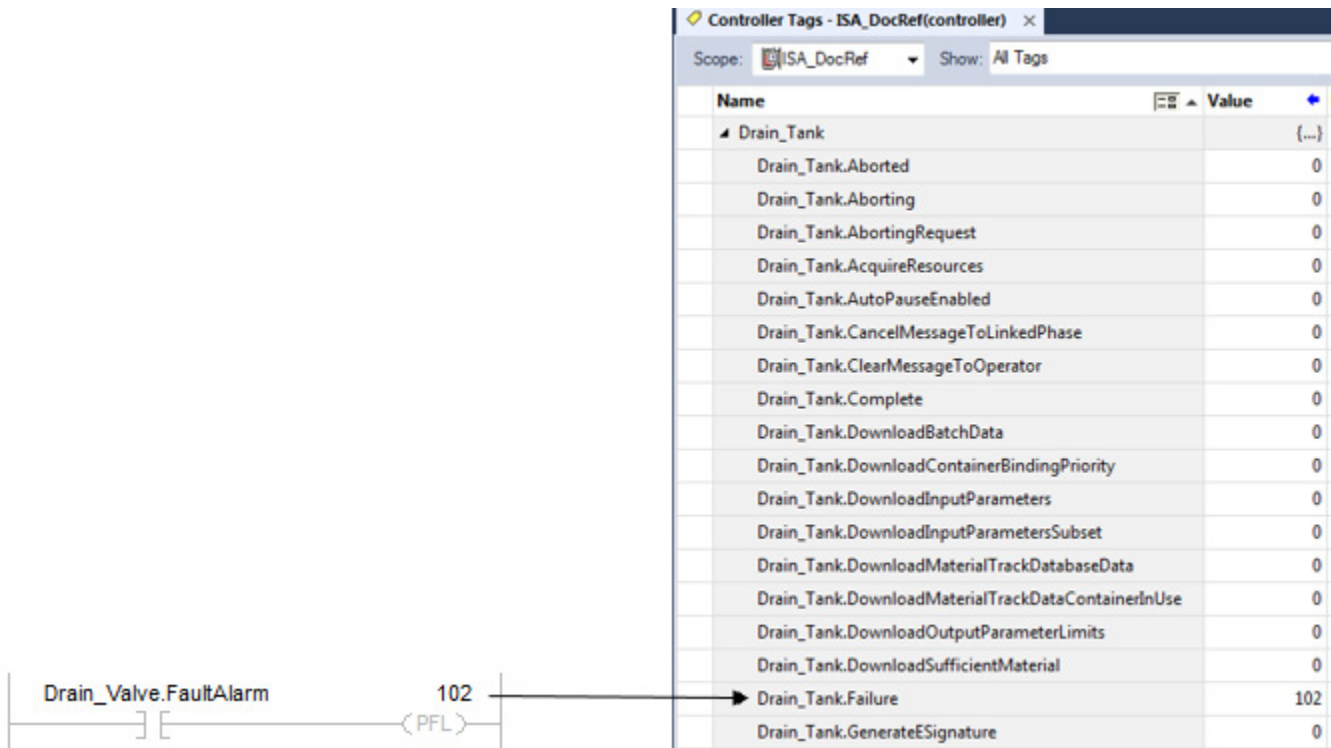 Controller Tags - ISA_DocRef(controller) ×
Scope: ISA_DocRef Show: All Tags
Name Value
Drain_Tank {...}
Drain_Tank.Aborted 0
Drain_Tank.Aborting 0
Drain_Tank.AbortingRequest 0
Drain_Tank.AcquireResources 0
Drain_Tank.AutoPauseEnabled 0
Drain_Tank.CancelMessageToLinkedPhase 0
Drain_Tank.ClearMessageToOperator 0
Drain_Tank.Complete 0
Drain_Tank.DownloadBatchData 0
Drain_Tank.DownloadContainerBindingPriority 0
Drain_Tank.DownloadInputParameters 0
Drain_Tank.DownloadInputParametersSubset 0
Drain_Tank.DownloadMaterialTrackDatabaseData 0
Drain_Tank.DownloadMaterialTrackDataContainerInUse 0
Drain_Tank.DownloadOutputParameterLimits 0
Drain_Tank.DownloadSufficientMaterial 0
Drain_Valve.FaultAlarm 102 Drain_Tank.Failure 102
(PFL)
Drain_Tank.GenerateESignature 0